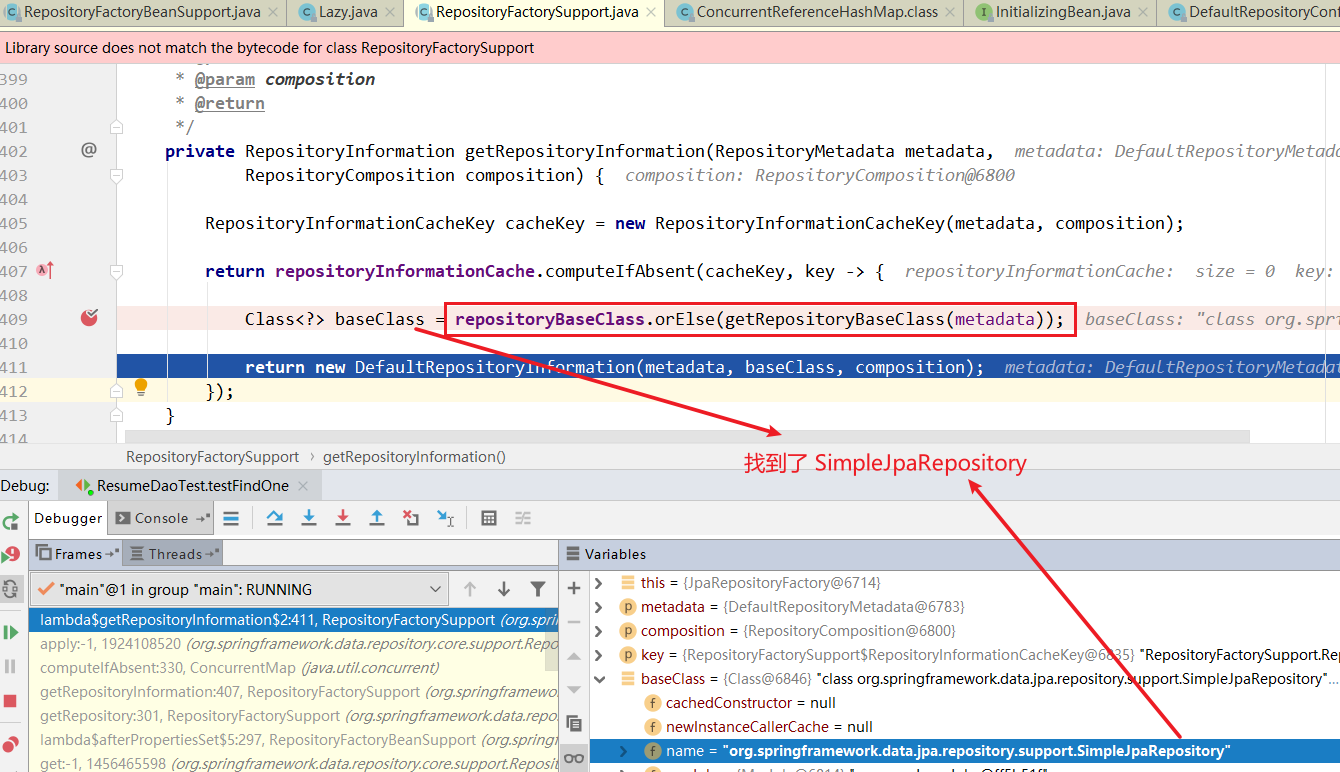 RepositoryFactoryBeanSupport.java × Lazy.java × RepositoryFactorySupport.java × ConcurrentReferenceHashMap.class × InitializingBean.java × DefaultRepositoryConf
Library source does not match the bytecode for class RepositoryFactorySupport
399 * @param composition
400 * @return
401 */
402 @ private RepositoryInformation getRepositoryInformation(RepositoryMetadata metadata, metadata: DefaultRepositoryMetada
403 RepositoryComposition composition) { composition: RepositoryComposition@6800
404
405 RepositoryInformationCacheKey cacheKey = new RepositoryInformationCacheKey(metadata, composition);
406
407 return repositoryInformationCache.computeIfAbsent(cacheKey, key -> { repositoryInformationCache: size = 0 key:
408
409 Class<?> baseClass = repositoryBaseClass.orElse(getRepositoryBaseClass(metadata)); baseClass: "class org.spri
410
411 return new DefaultRepositoryInformation(metadata, baseClass, composition); metadata: DefaultRepositoryMetadat
412 });
413 }
414
RepositoryFactorySupport › getRepositoryInformation()
找到了 SimpleJpaRepository
Debug: ResumeDaoTest.testFindOne ×
Debugger Console
Frames Threads
Variables
"main"@1 in group "main": RUNNING
lambda$getRepositoryInformation$2:411, RepositoryFactorySupport (org.sprin
apply:-1, 1924108520 (org.springframework.data.repository.core.support.Repo
computeIfAbsent:330, ConcurrentMap (java.util.concurrent)
getRepositoryInformation:407, RepositoryFactorySupport (org.springframewo
getRepository:301, RepositoryFactorySupport (org.springframework.data.repo
lambda$afterPropertiesSet$5:297, RepositoryFactoryBeanSupport (org.spring
get:-1, 1456465598 (org.springframework.data.repository.core.support.Repo
this = {JpaRepositoryFactory@6714}
metadata = {DefaultRepositoryMetadata@6783}
composition = {RepositoryComposition@6800}
key = {RepositoryFactorySupport$RepositoryInformationCacheKey@6835} "RepositoryFactorySupport.Re
baseClass = {Class@6846} "class org.springframework.data.jpa.repository.support.SimpleJpaRepository"...
cachedConstructor = null
newInstanceCallerCache = null
name = "org.springframework.data.jpa.repository.support.SimpleJpaRepository"